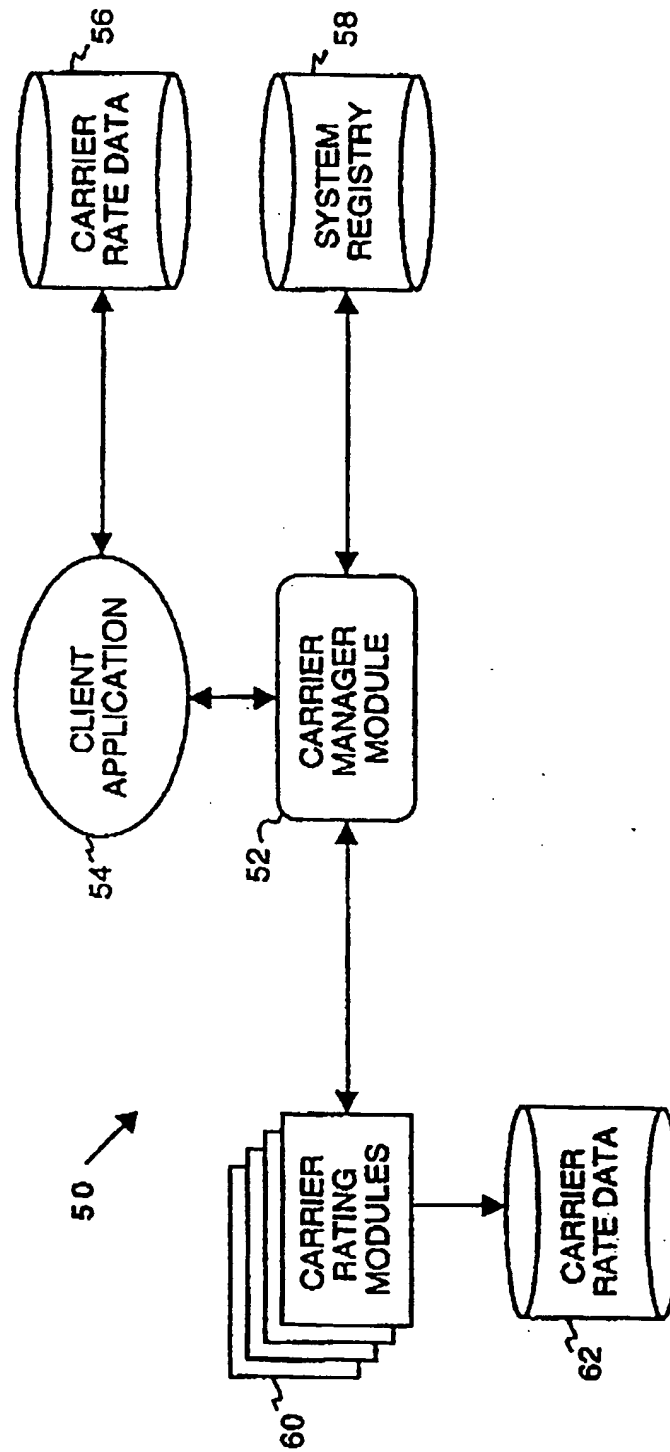 50
54
CLIENT
APPLICATION
CARRIER
RATE DATA
56
52
CARRIER
MANAGER
MODULE
SYSTEM
REGISTRY
58
60
CARRIER
RATING
MODULES
62
CARRIER
RATE DATA